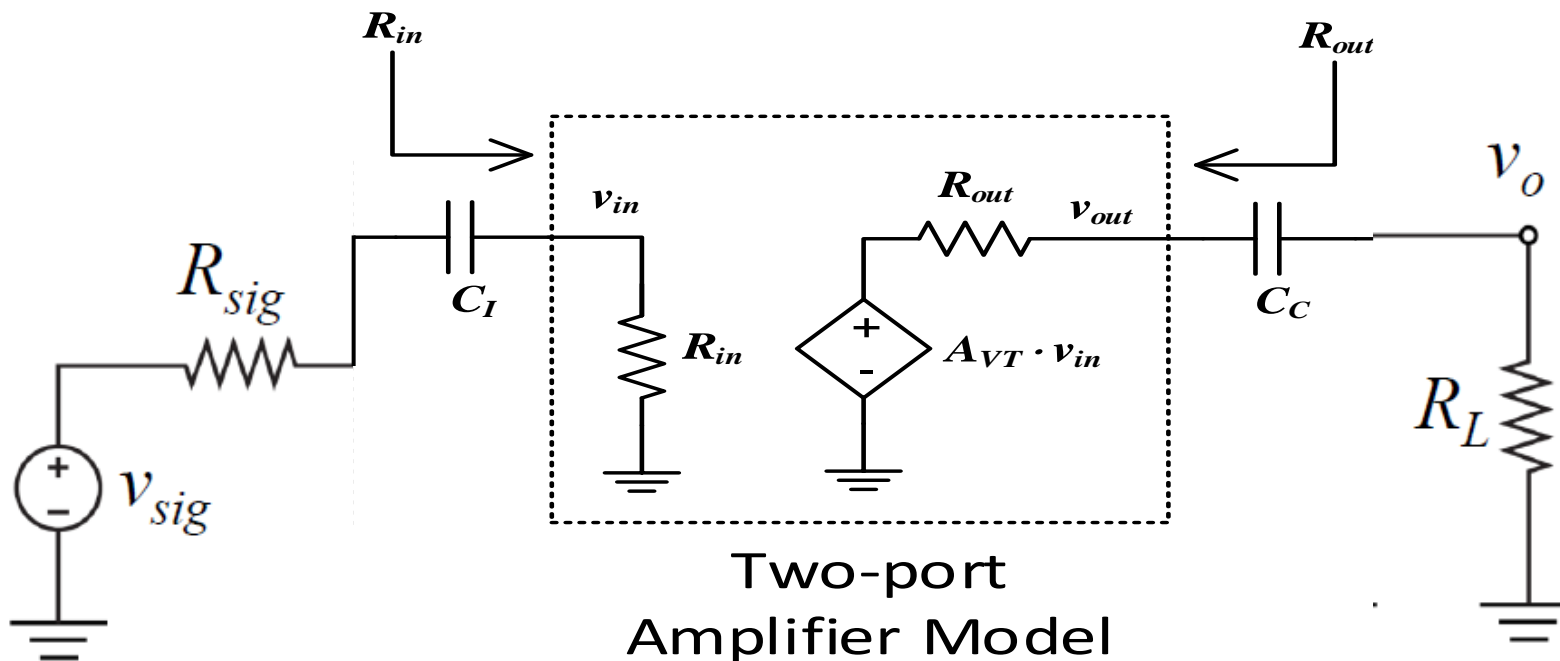 R_in
R_out
v_o
R_out
v_in
v_out
R_sig
C_I
C_C
R_in
+
-
A_VT · v_in
R_L
+
−
v_sig
Two-port
Amplifier Model